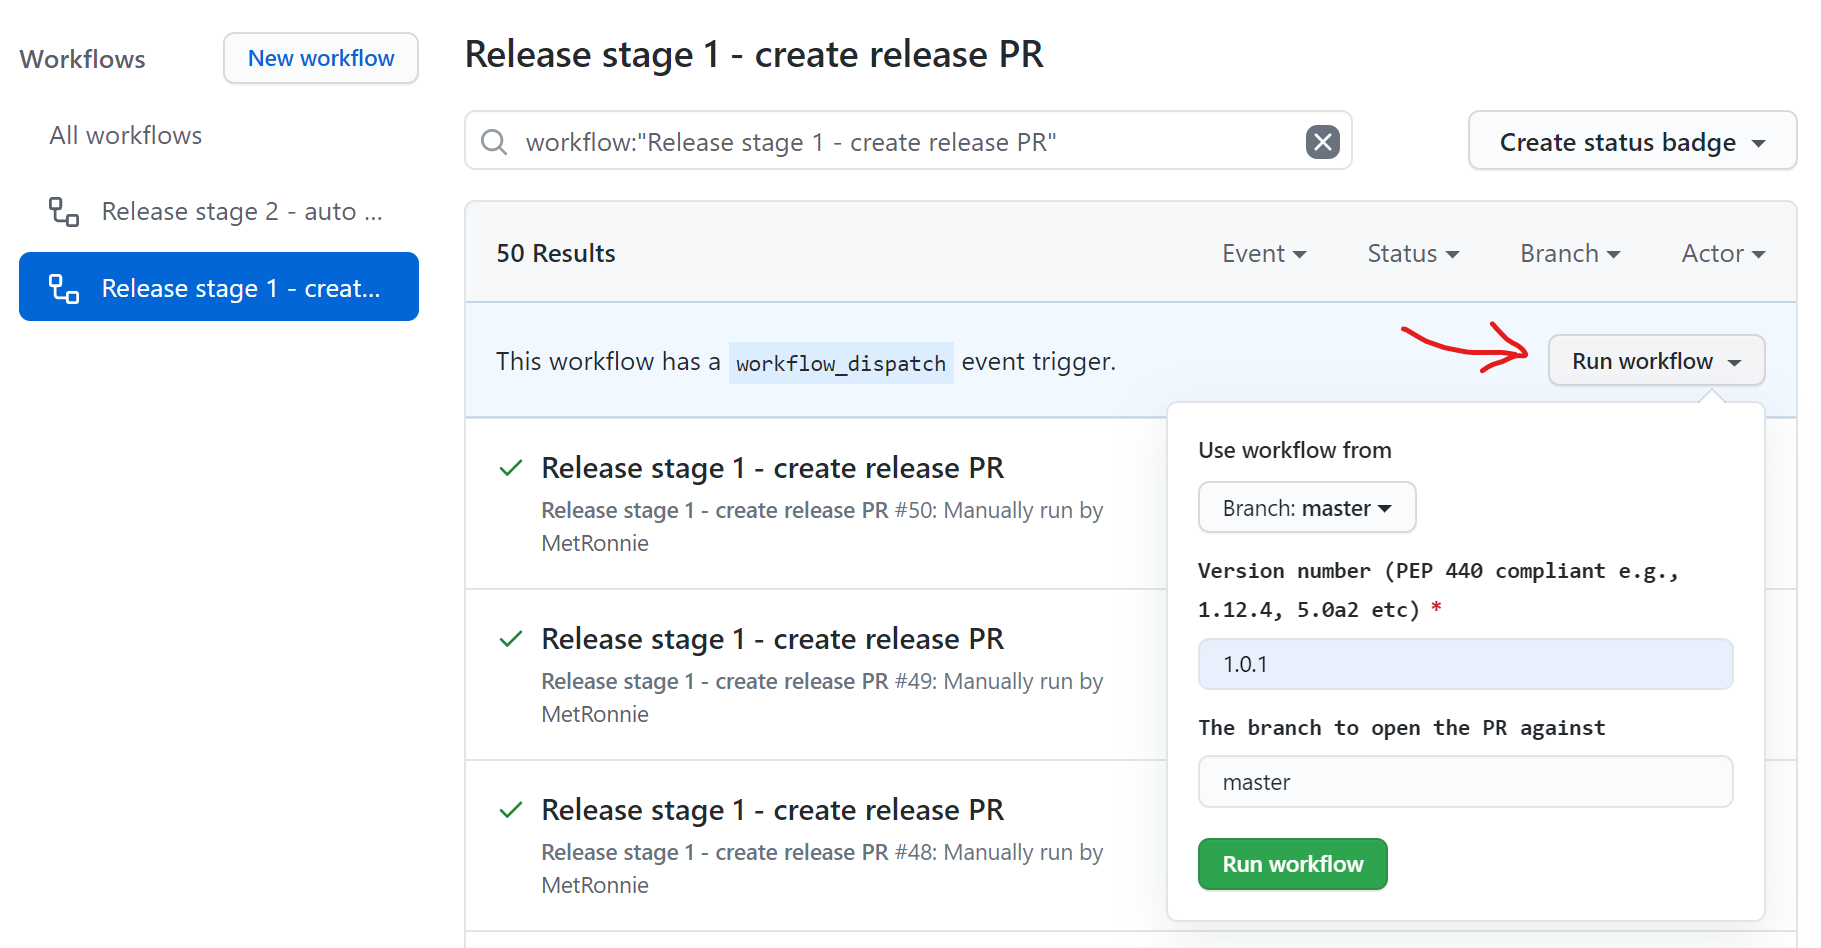 Workflows
New workflow
All workflows
Release stage 2 - auto ...
Release stage 1 - creat...
Release stage 1 - create release PR
workflow:"Release stage 1 - create release PR"
Create status badge
50 Results
Event
Status
Branch
Actor
This workflow has a workflow_dispatch event trigger.
Run workflow
Release stage 1 - create release PR
Release stage 1 - create release PR #50: Manually run by
MetRonnie
Release stage 1 - create release PR
Release stage 1 - create release PR #49: Manually run by
MetRonnie
Release stage 1 - create release PR
Release stage 1 - create release PR #48: Manually run by
MetRonnie
Use workflow from
Branch: master
Version number (PEP 440 compliant e.g.,
1.12.4, 5.0a2 etc) *
1.0.1
The branch to open the PR against
master
Run workflow